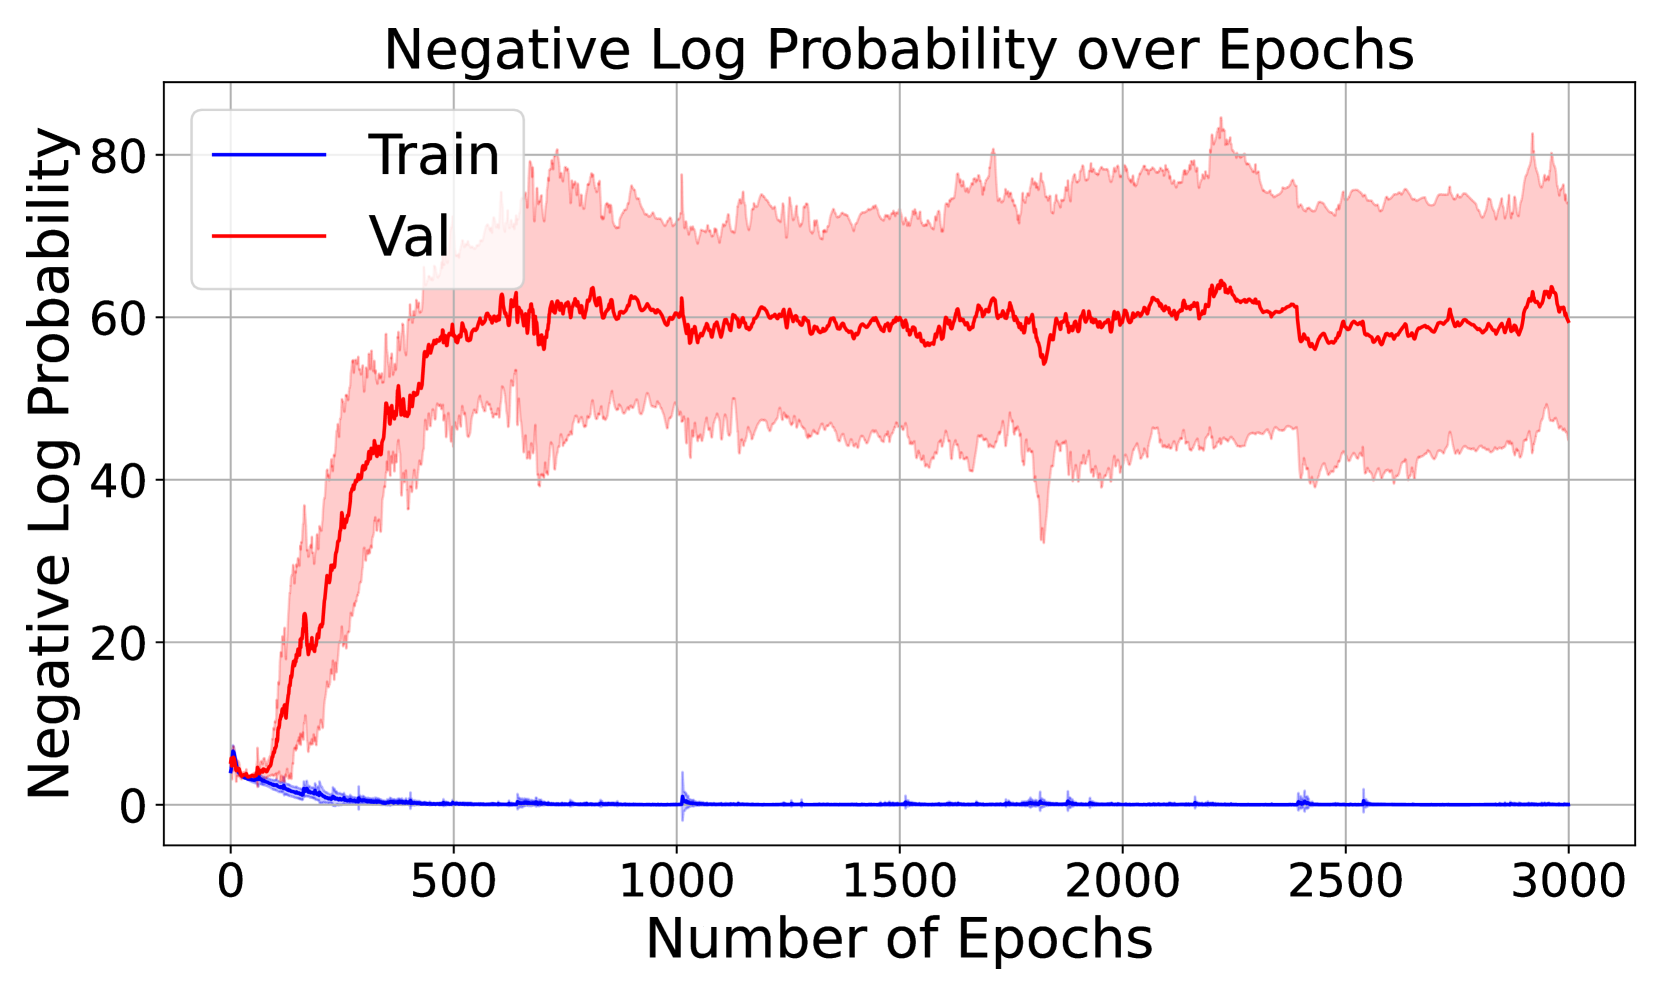 Negative Log Probability over Epochs
Negative Log Probability
80
60
40
20
0
Train
Val
0 500 1000 1500 2000 2500 3000
Number of Epochs